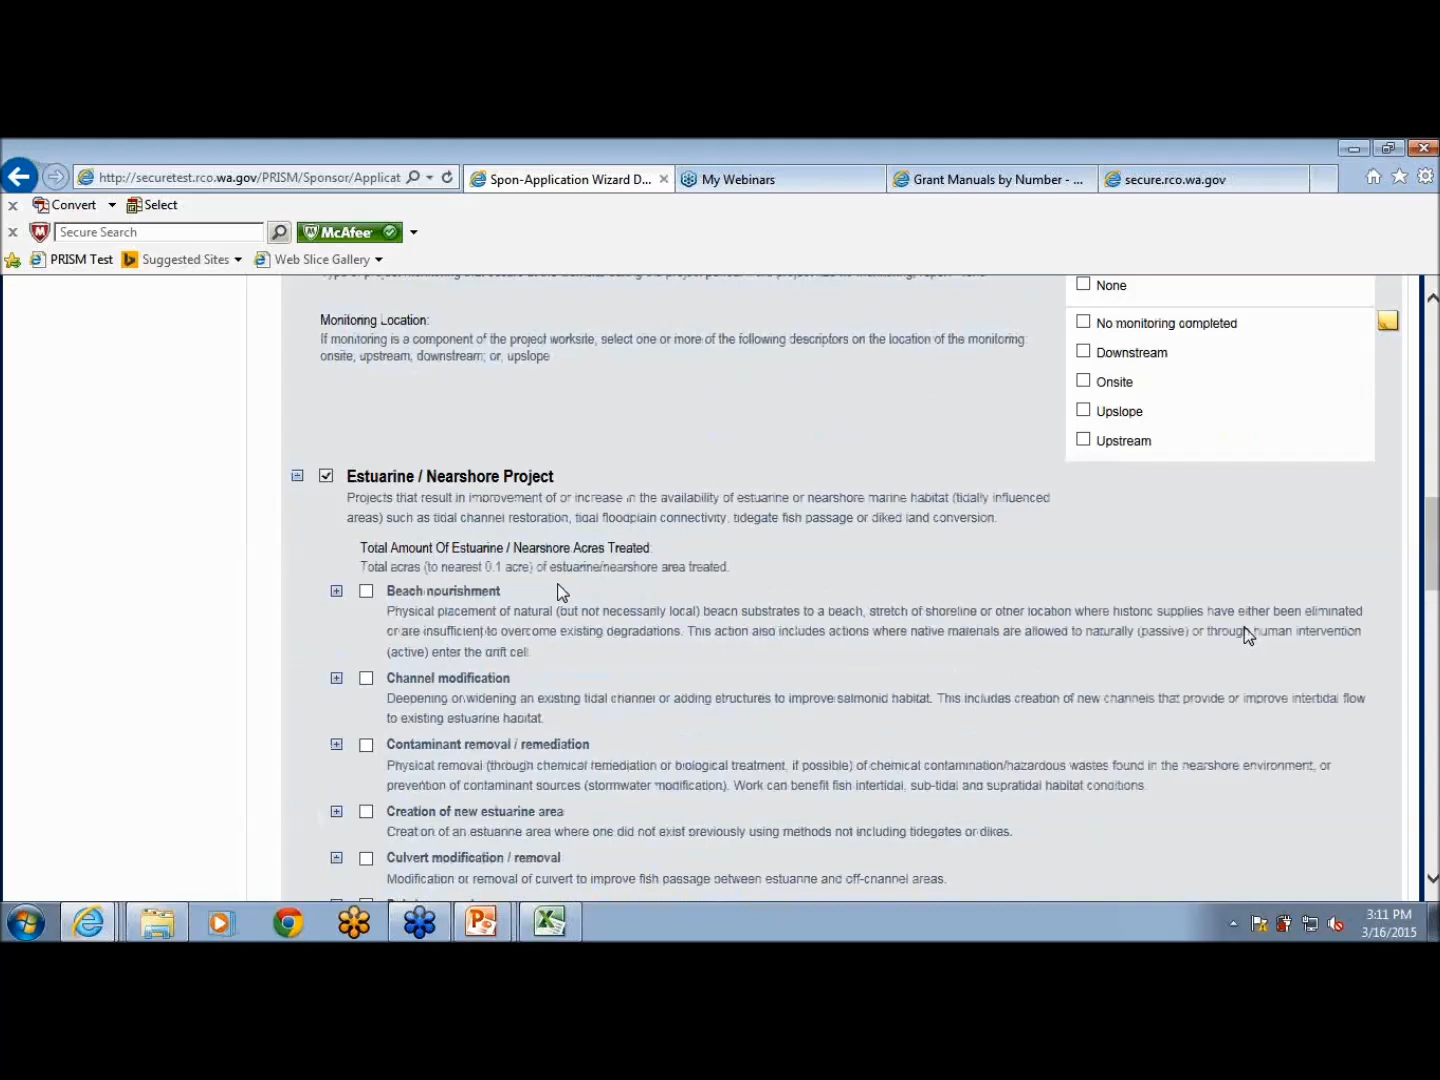 http://securetest.rco.wa.gov/PRISM/Sponsor/Applicat
Spon-Application Wizard D...
My Webinars
Grant Manuals by Number - ...
secure.rco.wa.gov
x Convert Select
x Secure Search McAfee
PRISM Test Suggested Sites Web Slice Gallery
None
Monitoring Location:
If monitoring is a component of the project worksite, select one or more of the following descriptors on the location of the monitoring:
onsite, upstream, downstream; or, upslope
No monitoring completed
Downstream
Onsite
Upslope
Upstream
Estuarine / Nearshore Project
Projects that result in improvement of or increase in the availability of estuarine or nearshore marine habitat (tidally influenced
areas) such as tidal channel restoration, tidal floodplain connectivity, tidegate fish passage or diked land conversion.
Total Amount Of Estuarine / Nearshore Acres Treated
Total acres (to nearest 0.1 acre) of estuarine/nearshore area treated.
Beach nourishment
Physical placement of natural (but not necessarily local) beach substrates to a beach, stretch of shoreline or other location where historic supplies have either been eliminated
or are insufficient to overcome existing degradations. This action also includes actions where native materials are allowed to naturally (passive) or through human intervention
(active) enter the drift cell.
Channel modification
Deepening or widening an existing tidal channel or adding structures to improve salmonid habitat. This includes creation of new channels that provide or improve intertidal flow
to existing estuarine habitat.
Contaminant removal / remediation
Physical removal (through chemical remediation or biological treatment, if possible) of chemical contamination/hazardous wastes found in the nearshore environment, or
prevention of contaminant sources (stormwater modification). Work can benefit fish intertidal, sub-tidal and supratidal habitat conditions.
Creation of new estuarine area
Creation of an estuarine area where one did not exist previously using methods not including tidegates or dikes.
Culvert modification / removal
Modification or removal of culvert to improve fish passage between estuarine and off-channel areas.
3:11 PM
3/16/2015